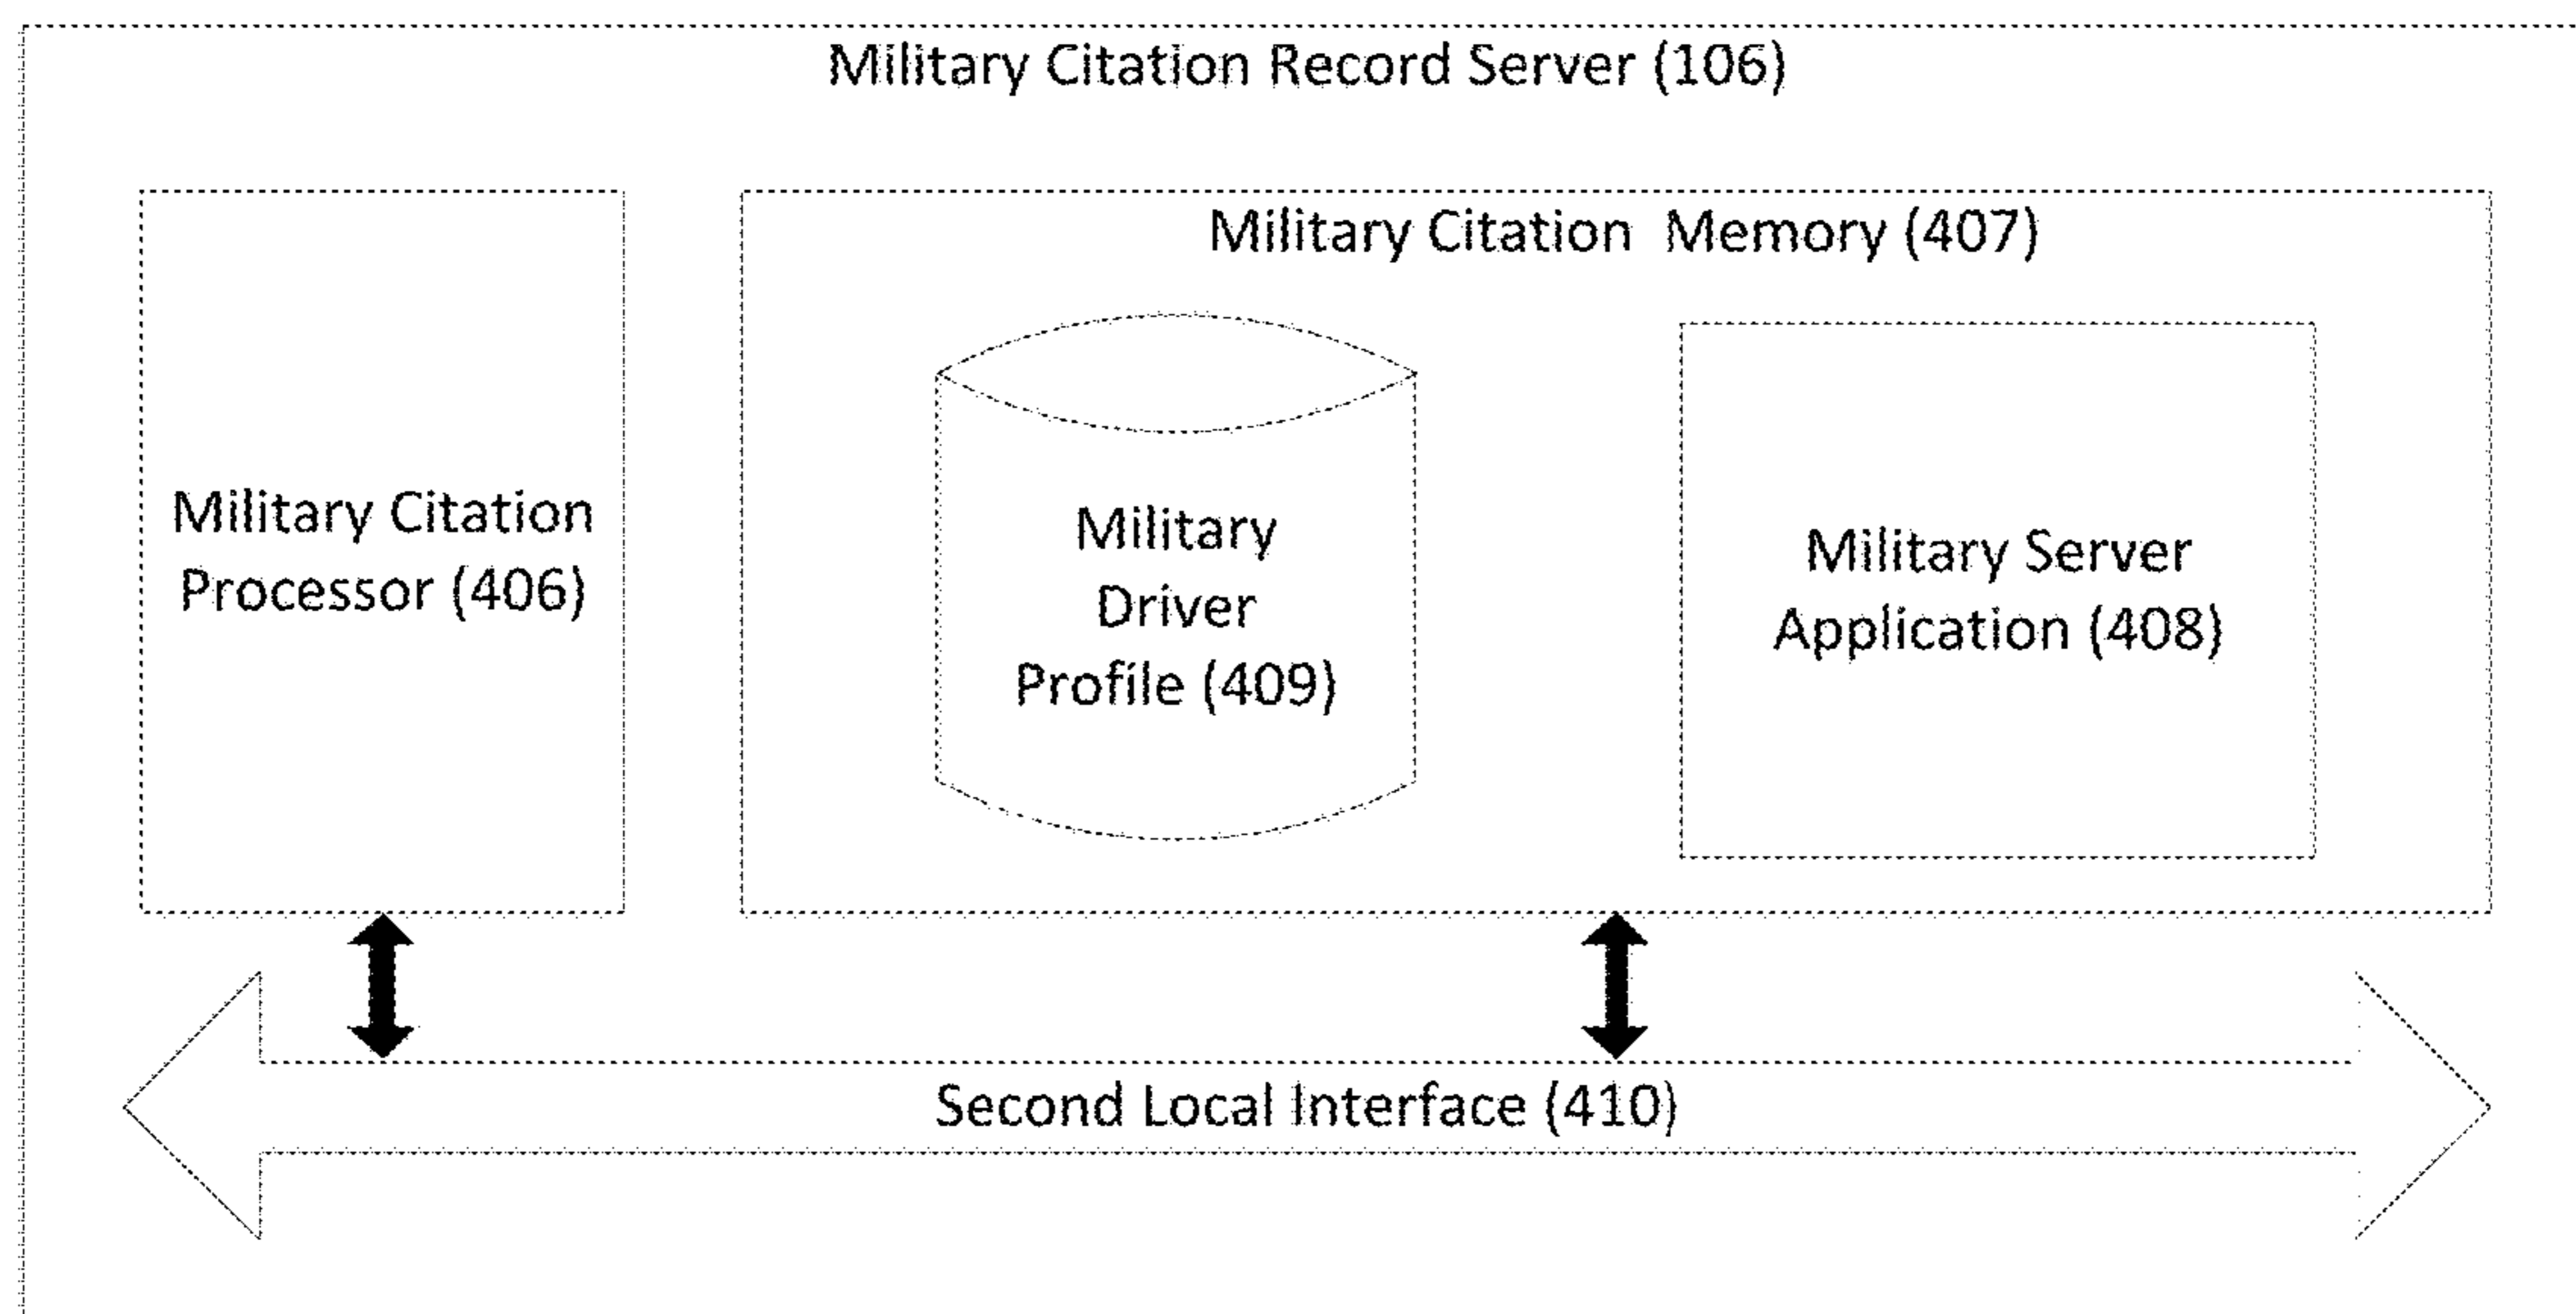 Military Citation Record Server (106)
Military Citation Memory (407)
Military Citation
Processor (406)
Military
Driver
Profile (409)
Military Server
Application (408)
Second Local Interface (410)